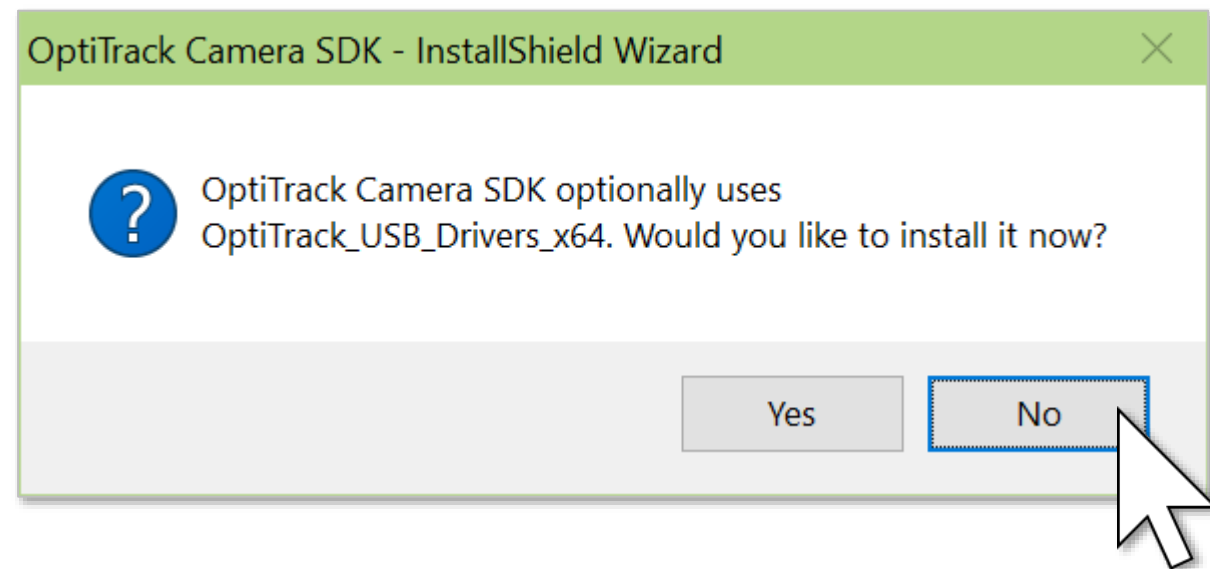 OptiTrack Camera SDK - InstallShield Wizard
?
OptiTrack Camera SDK optionally uses
OptiTrack_USB_Drivers_x64. Would you like to install it now?
Yes
No